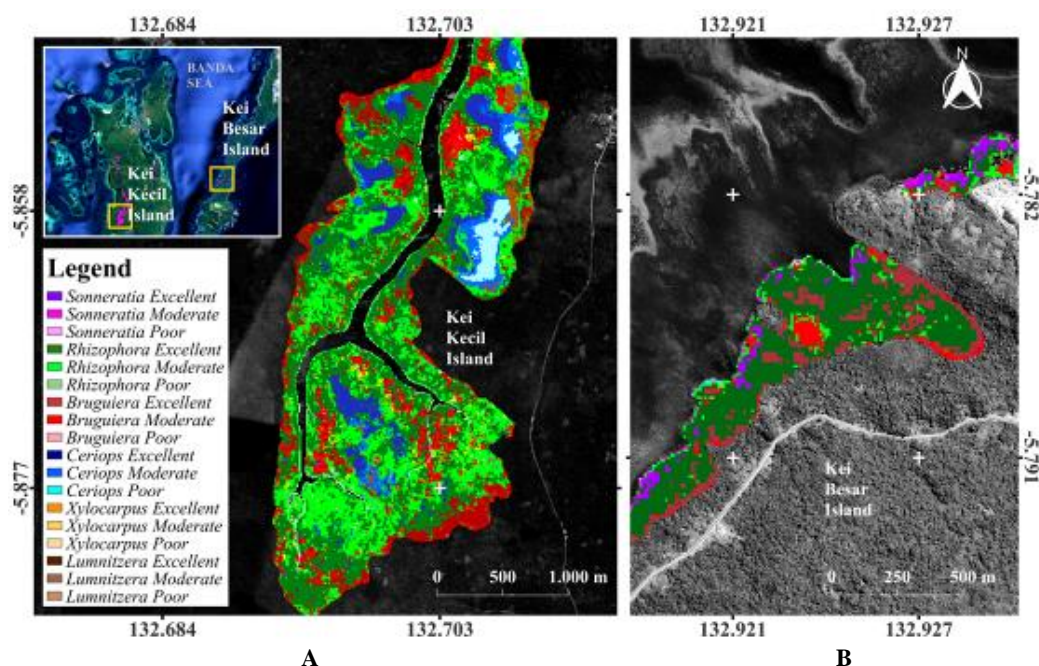 132.684
132.703
132.921
132.927
BANDA
SEA
Kei
Besar
Island
Kei
Kecil
Island
N
-5.858
-5.782
Legend
Sonneratia Excellent
Sonneratia Moderate
Sonneratia Poor
Rhizophora Excellent
Rhizophora Moderate
Rhizophora Poor
Bruguiera Excellent
Bruguiera Moderate
Bruguiera Poor
Ceriops Excellent
Ceriops Moderate
Ceriops Poor
Xylocarpus Excellent
Xylocarpus Moderate
Xylocarpus Poor
Lumnitzera Excellent
Lumnitzera Moderate
Lumnitzera Poor
Kei
Kecil
Island
-5.877
-5.791
Kei
Besar
Island
0 500 1.000 m
0 250 500 m
132.684
132.703
132.921
132.927
A
B